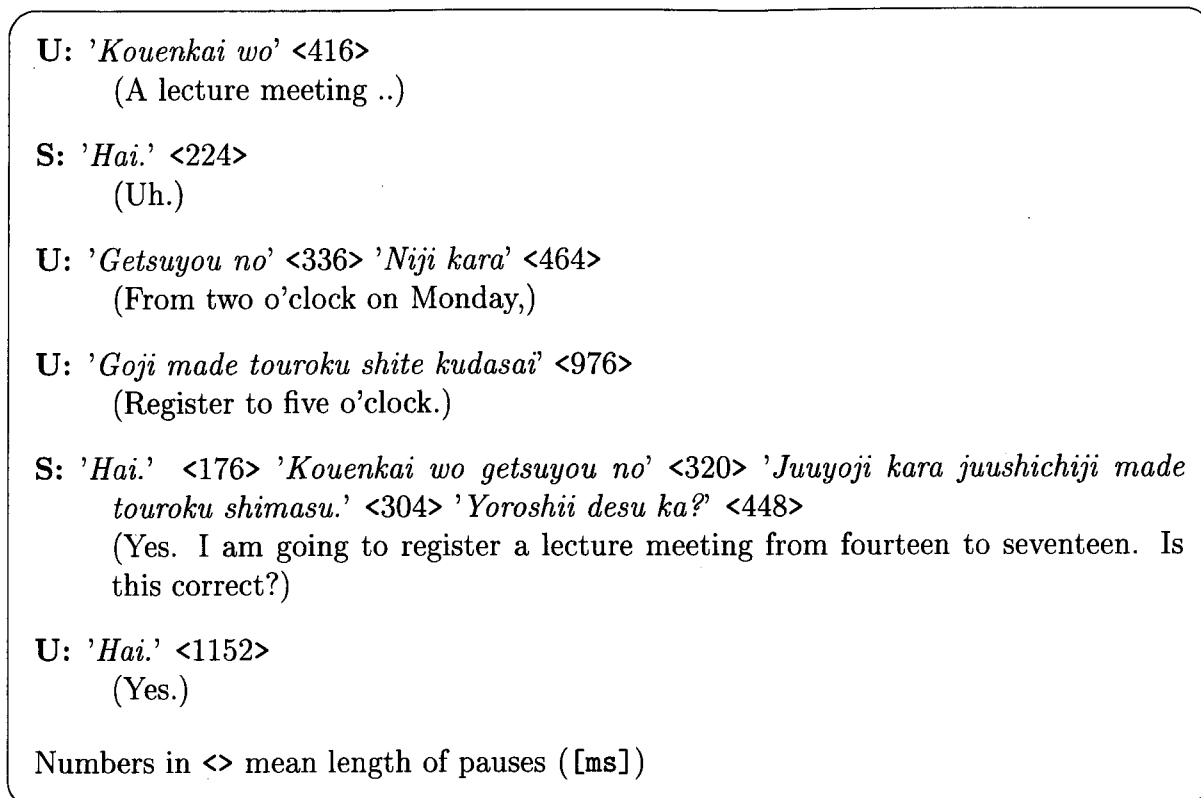 U: 'Kouenkai wo' <416>
(A lecture meeting ..)
S: 'Hai.' <224>
(Uh.)
U: 'Getsuyou no' <336> 'Niji kara' <464>
(From two o'clock on Monday,)
U: 'Goji made touroku shite kudasai' <976>
(Register to five o'clock.)
S: 'Hai.' <176> 'Kouenkai wo getsuyou no' <320> 'Juuyoji kara juushichiji made
touroku shimasu.' <304> 'Yoroshii desu ka?' <448>
(Yes. I am going to register a lecture meeting from fourteen to seventeen. Is
this correct?)
U: 'Hai.' <1152>
(Yes.)
Numbers in <> mean length of pauses ([ms])